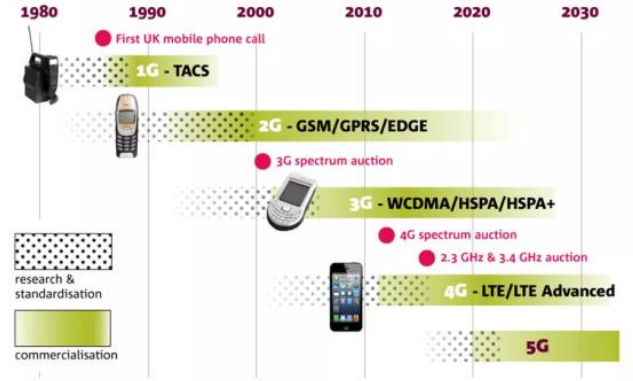 1980 1990 2000 2010 2020 2030
First UK mobile phone call
1G - TACS
2G - GSM/GPRS/EDGE
3G spectrum auction
3G - WCDMA/HSPA/HSPA+
4G spectrum auction
2.3 GHz & 3.4 GHz auction
research &
standardisation
4G - LTE/LTE Advanced
5G
commercialisation